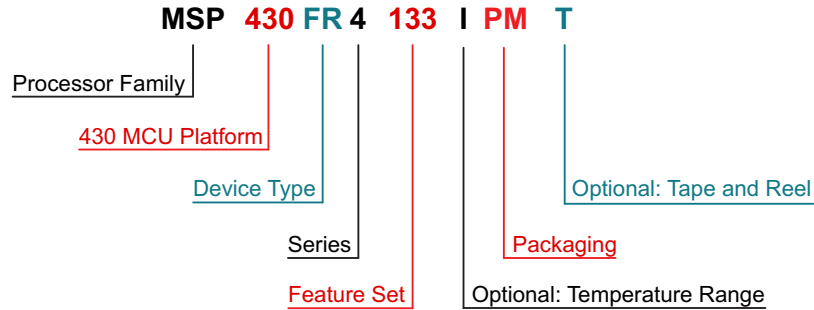 MSP 430 FR 4 133 I PM T
Processor Family
430 MCU Platform
Device Type
Optional: Tape and Reel
Series
Packaging
Feature Set
Optional: Temperature Range